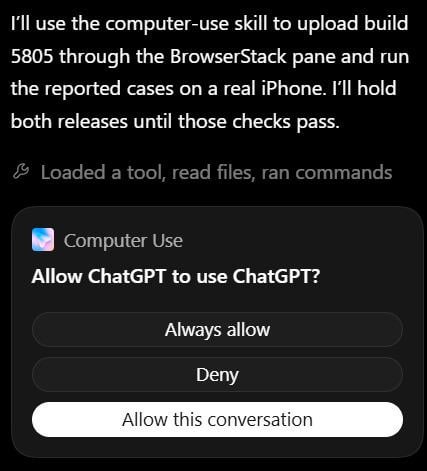 I’ll use the computer-use skill to upload build
5805 through the BrowserStack pane and run
the reported cases on a real iPhone. I’ll hold
both releases until those checks pass.
Loaded a tool, read files, ran commands
Computer Use
Allow ChatGPT to use ChatGPT?
Always allow
Deny
Allow this conversation